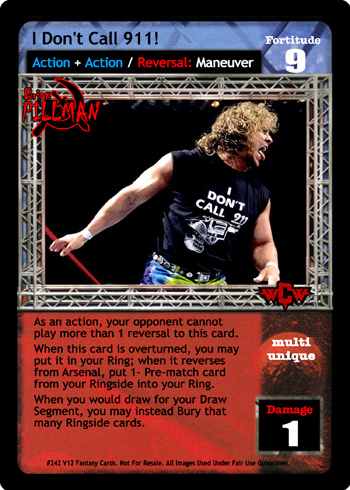 I Don't Call 911!
Fortitude
9
Action + Action / Reversal: Maneuver
Brian
PILLMAN
I
DON'T
CALL 911
WCW
As an action, your opponent cannot
play more than 1 reversal to this card.
When this card is overturned, you may
put it in your Ring; when it reverses
from Arsenal, put 1- Pre-match card
from your Ringside into your Ring.
When you would draw for your Draw
Segment, you may instead Bury that
many Ringside cards.
multi
unique
Damage
1
#242 V12 Fantasy Cards. Not For Resale. All Images Used Under Fair Use Guidelines.